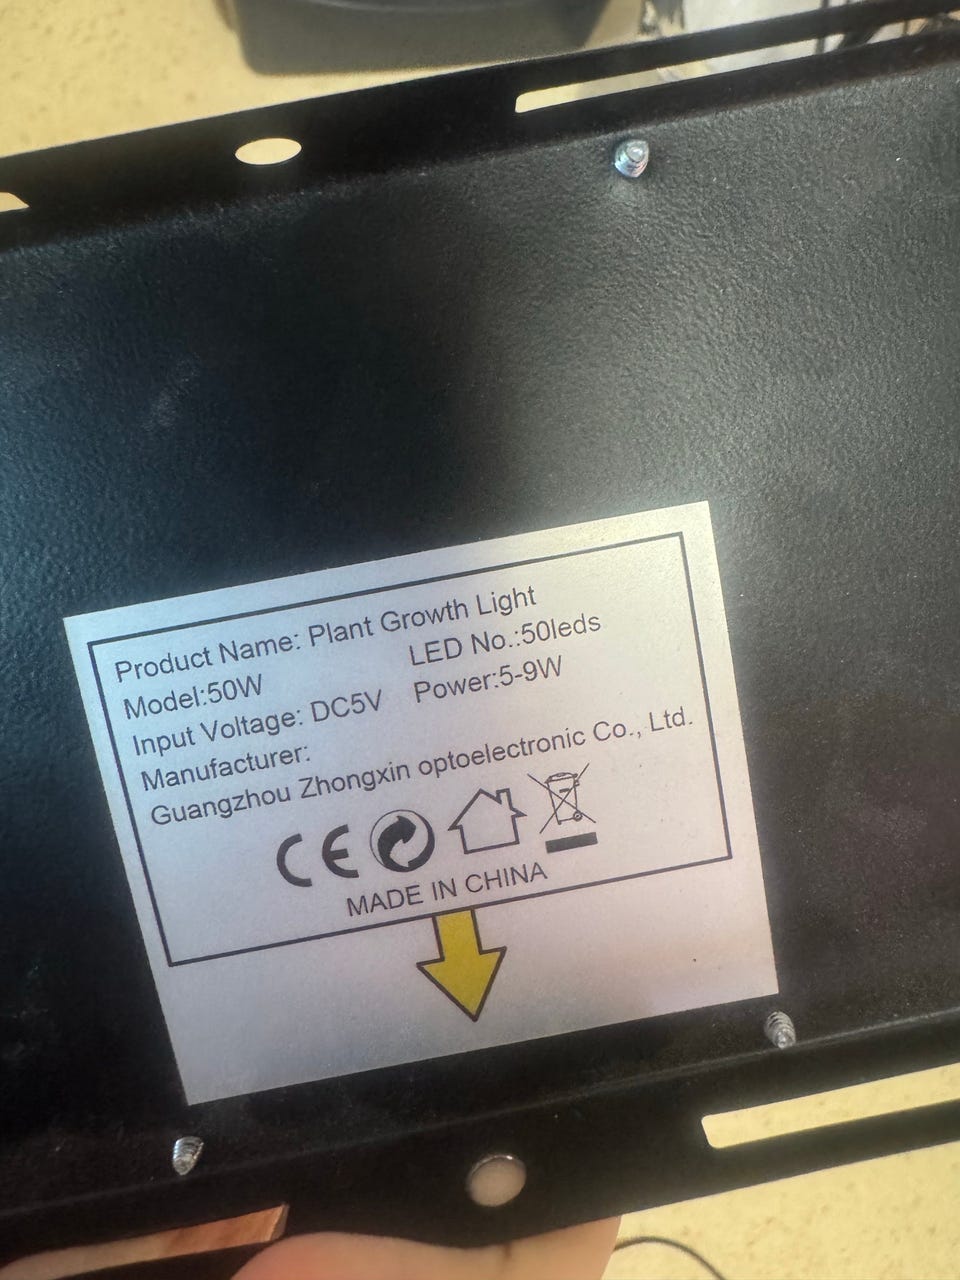 Product Name: Plant Growth Light
Model:50W LED No.:50leds
Input Voltage: DC5V Power:5-9W
Manufacturer:
Guangzhou Zhongxin optoelectronic Co., Ltd.
CE
MADE IN CHINA